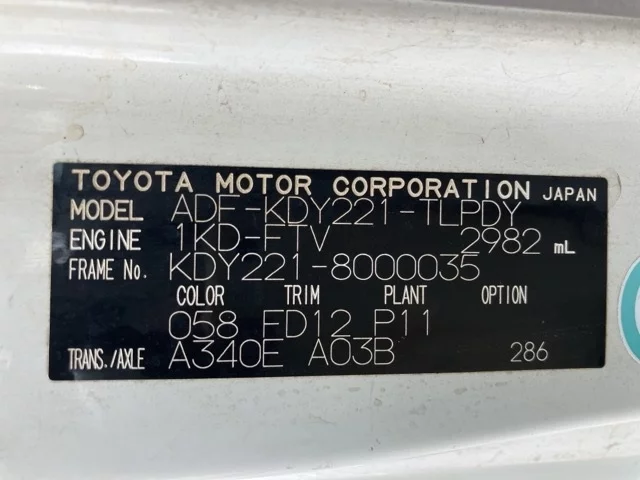 TOYOTA MOTOR CORPORATION JAPAN
MODEL ADF-KDY221-TLPDY
ENGINE 1KD-FTV 2982 mL
FRAME No. KDY221-8000035
COLOR TRIM PLANT OPTION
058 FD12 P11
TRANS./AXLE A340E A03B 286